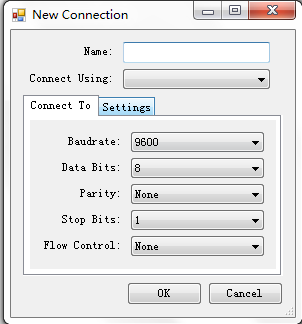 New Connection
Name:
Connect Using:
Connect To Settings
Baudrate: 9600
Data Bits: 8
Parity: None
Stop Bits: 1
Flow Control: None
OK Cancel